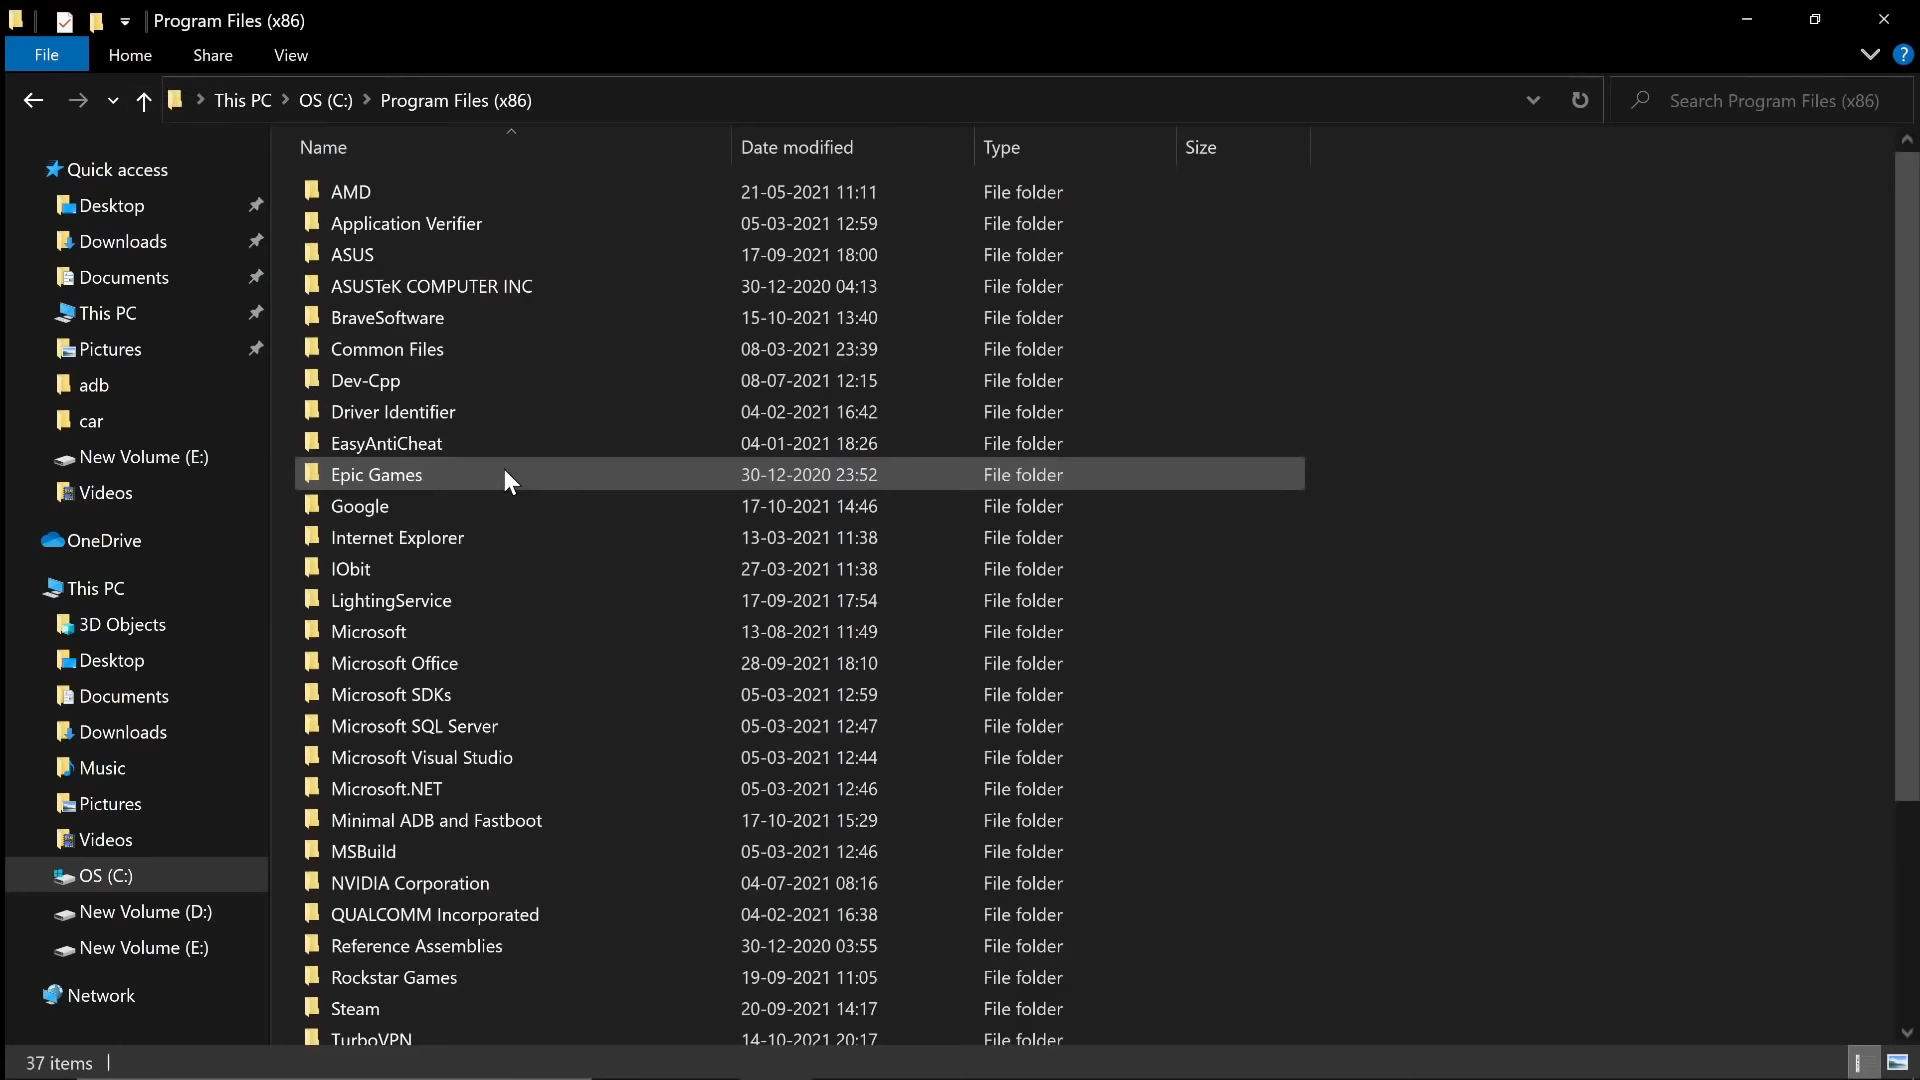 Program Files (x86)
File Home Share View
This PC > OS (C:) > Program Files (x86)
Search Program Files (x86)
Name Date modified Type Size
Quick access
Desktop
Downloads
Documents
This PC
Pictures
adb
car
New Volume (E:)
Videos
OneDrive
This PC
3D Objects
Desktop
Documents
Downloads
Music
Pictures
Videos
OS (C:)
New Volume (D:)
New Volume (E:)
Network
AMD 21-05-2021 11:11 File folder
Application Verifier 05-03-2021 12:59 File folder
ASUS 17-09-2021 18:00 File folder
ASUSTeK COMPUTER INC 30-12-2020 04:13 File folder
BraveSoftware 15-10-2021 13:40 File folder
Common Files 08-03-2021 23:39 File folder
Dev-Cpp 08-07-2021 12:15 File folder
Driver Identifier 04-02-2021 16:42 File folder
EasyAntiCheat 04-01-2021 18:26 File folder
Epic Games 30-12-2020 23:52 File folder
Google 17-10-2021 14:46 File folder
Internet Explorer 13-03-2021 11:38 File folder
IObit 27-03-2021 11:38 File folder
LightingService 17-09-2021 17:54 File folder
Microsoft 13-08-2021 11:49 File folder
Microsoft Office 28-09-2021 18:10 File folder
Microsoft SDKs 05-03-2021 12:59 File folder
Microsoft SQL Server 05-03-2021 12:47 File folder
Microsoft Visual Studio 05-03-2021 12:44 File folder
Microsoft.NET 05-03-2021 12:46 File folder
Minimal ADB and Fastboot 17-10-2021 15:29 File folder
MSBuild 05-03-2021 12:46 File folder
NVIDIA Corporation 04-07-2021 08:16 File folder
QUALCOMM Incorporated 04-02-2021 16:38 File folder
Reference Assemblies 30-12-2020 03:55 File folder
Rockstar Games 19-09-2021 11:05 File folder
Steam 20-09-2021 14:17 File folder
TurboVPN 14-10-2021 20:17 File folder
37 items